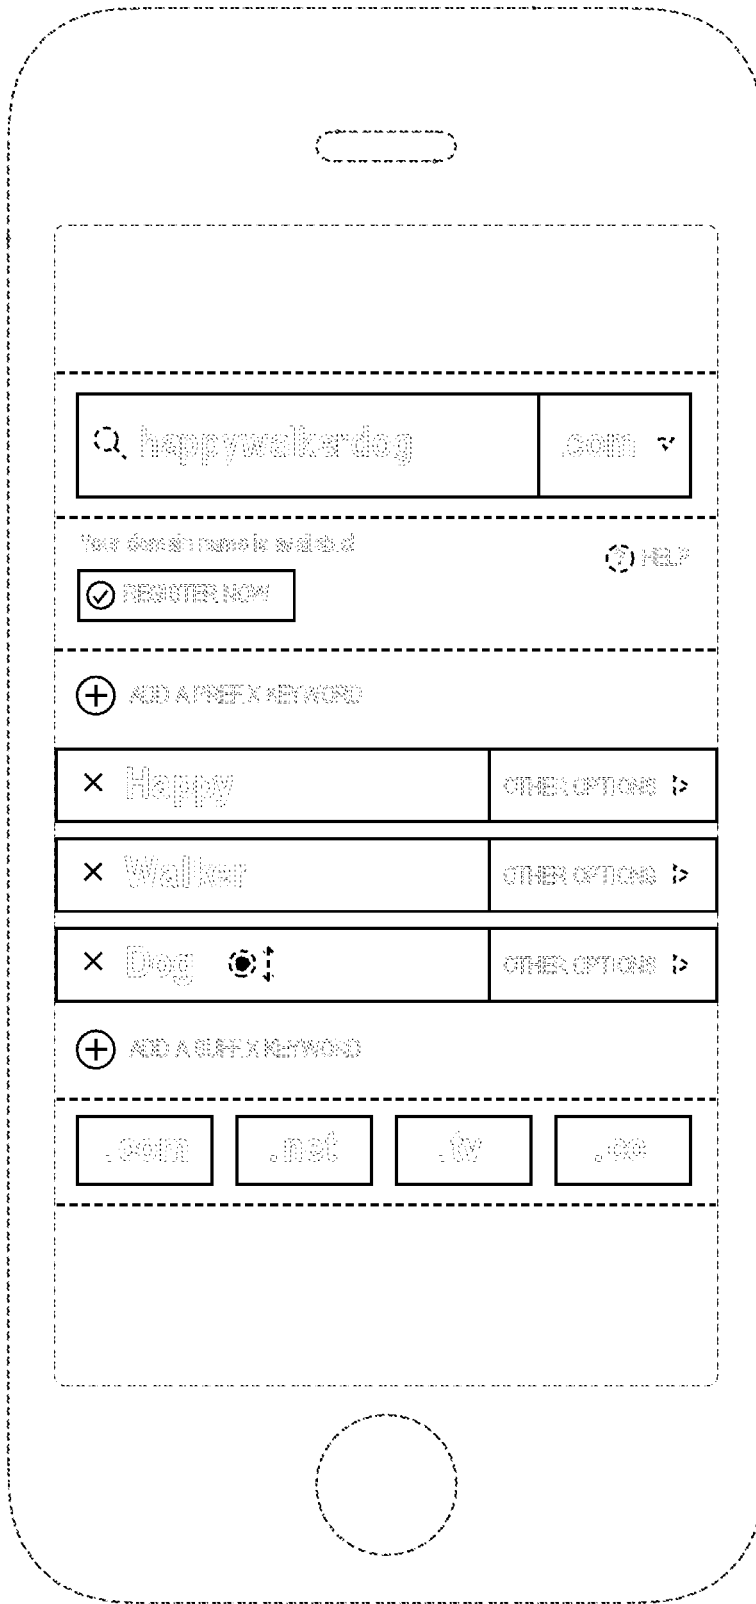 happywalkerdog .com
Your domain name is available!
? HELP
REGISTER NOW
ADD A PREFIX KEYWORD
Happy OTHER OPTIONS
Walker OTHER OPTIONS
Dog OTHER OPTIONS
ADD A SUFFIX KEYWORD
.com .net .tv .co